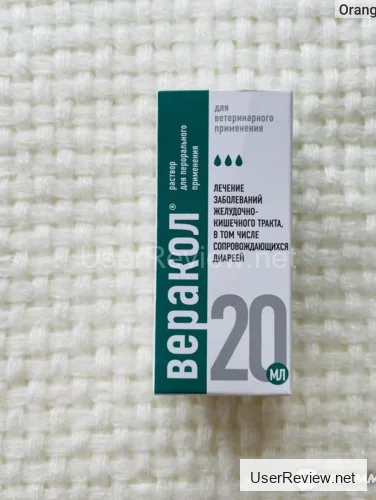 Orang
для
ветеринарного
применения
ЛЕЧЕНИЕ
ЗАБОЛЕВАНИЙ
ЖЕЛУДОЧНО-
КИШЕЧНОГО ТРАКТА,
В ТОМ ЧИСЛЕ
СОПРОВОЖДАЮЩИХСЯ
ДИАРЕЕЙ
веракол®
раствор
для перорального
применения
20
МЛ
UserReview.net
UserReview.net